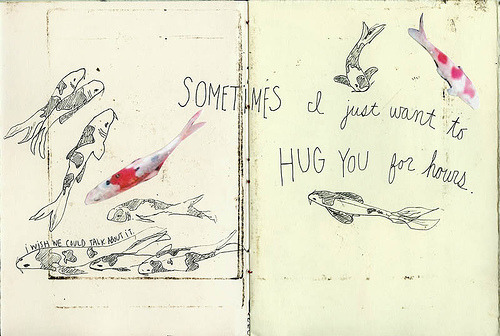 SOMETIMES I just want to
HUG YOU for hours.
I WISH WE COULD TALK ABOUT IT.